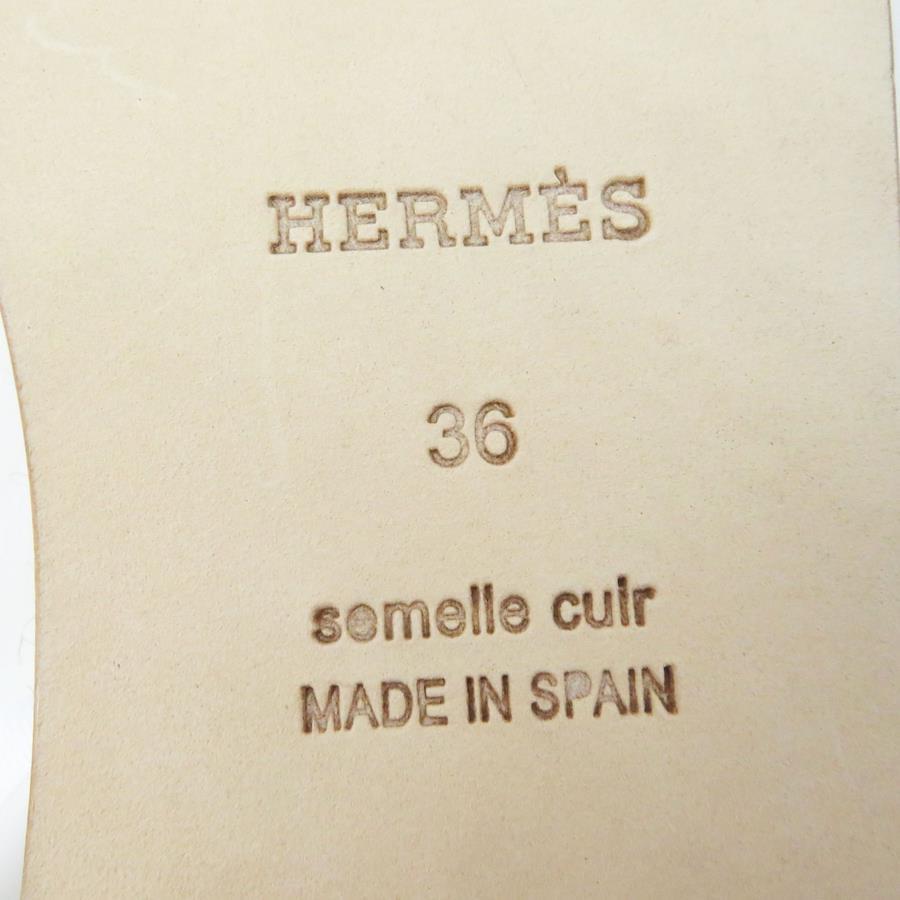 HERMÈS
36
semelle cuir
MADE IN SPAIN